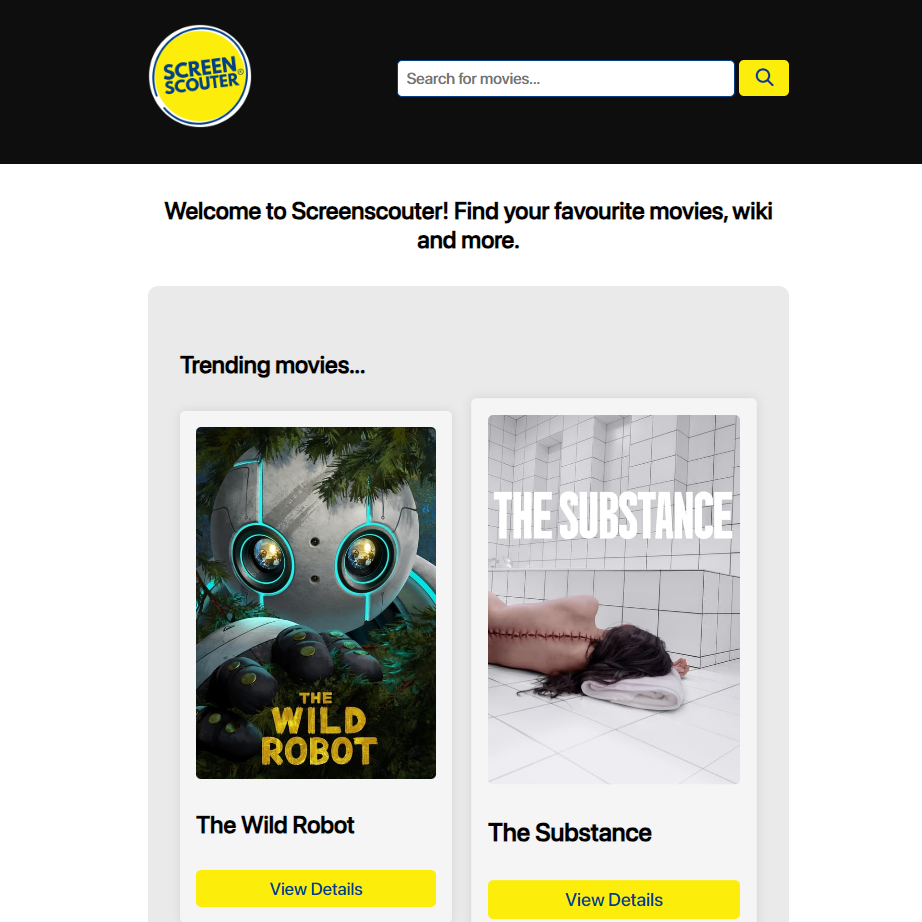 SCREEN
SCOUTER®
Search for movies...
Welcome to Screenscouter! Find your favourite movies, wiki
and more.
Trending movies...
THE
WILD
ROBOT
The Wild Robot
View Details
THE SUBSTANCE
The Substance
View Details